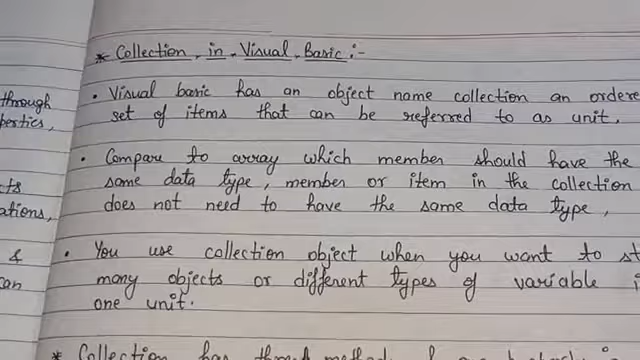 * Collection in Visual Basic :-
through
• Visual basic has an object name collection an ordere
perties,
set of items that can be referred to as unit.
• Compare to array which member should have the
cts
same data type, member or item in the collection
ations,
does not need to have the same data type,
&
• You use collection object when you want to st
can
many objects or different types of variable i
one unit.
* Collection has